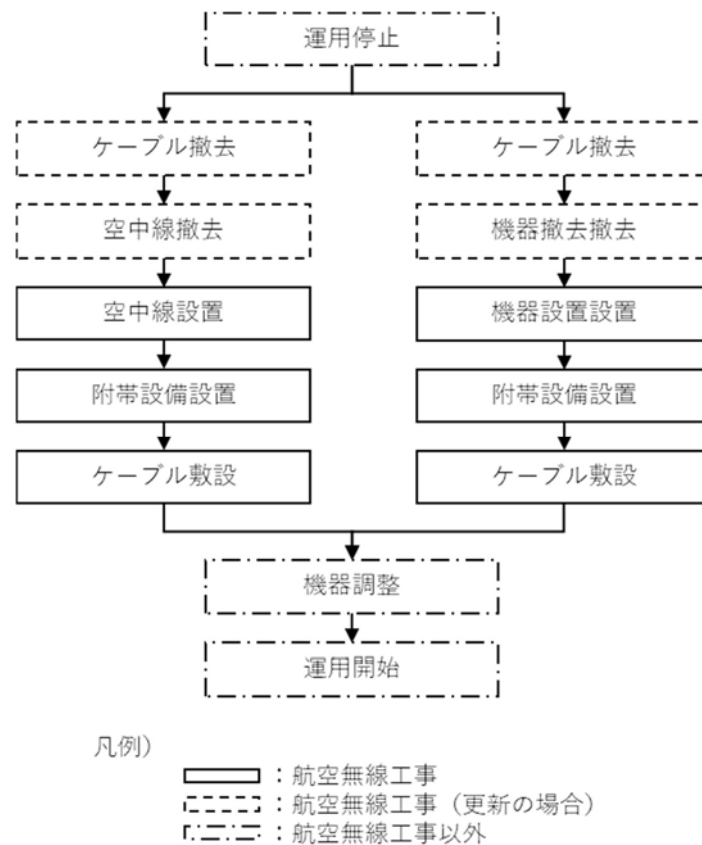 運用停止
ケーブル撤去
ケーブル撤去
空中線撤去
機器撤去撤去
空中線設置
機器設置設置
附帯設備設置
附帯設備設置
ケーブル敷設
ケーブル敷設
機器調整
運用開始
凡例）
：航空無線工事
：航空無線工事（更新の場合）
：航空無線工事以外